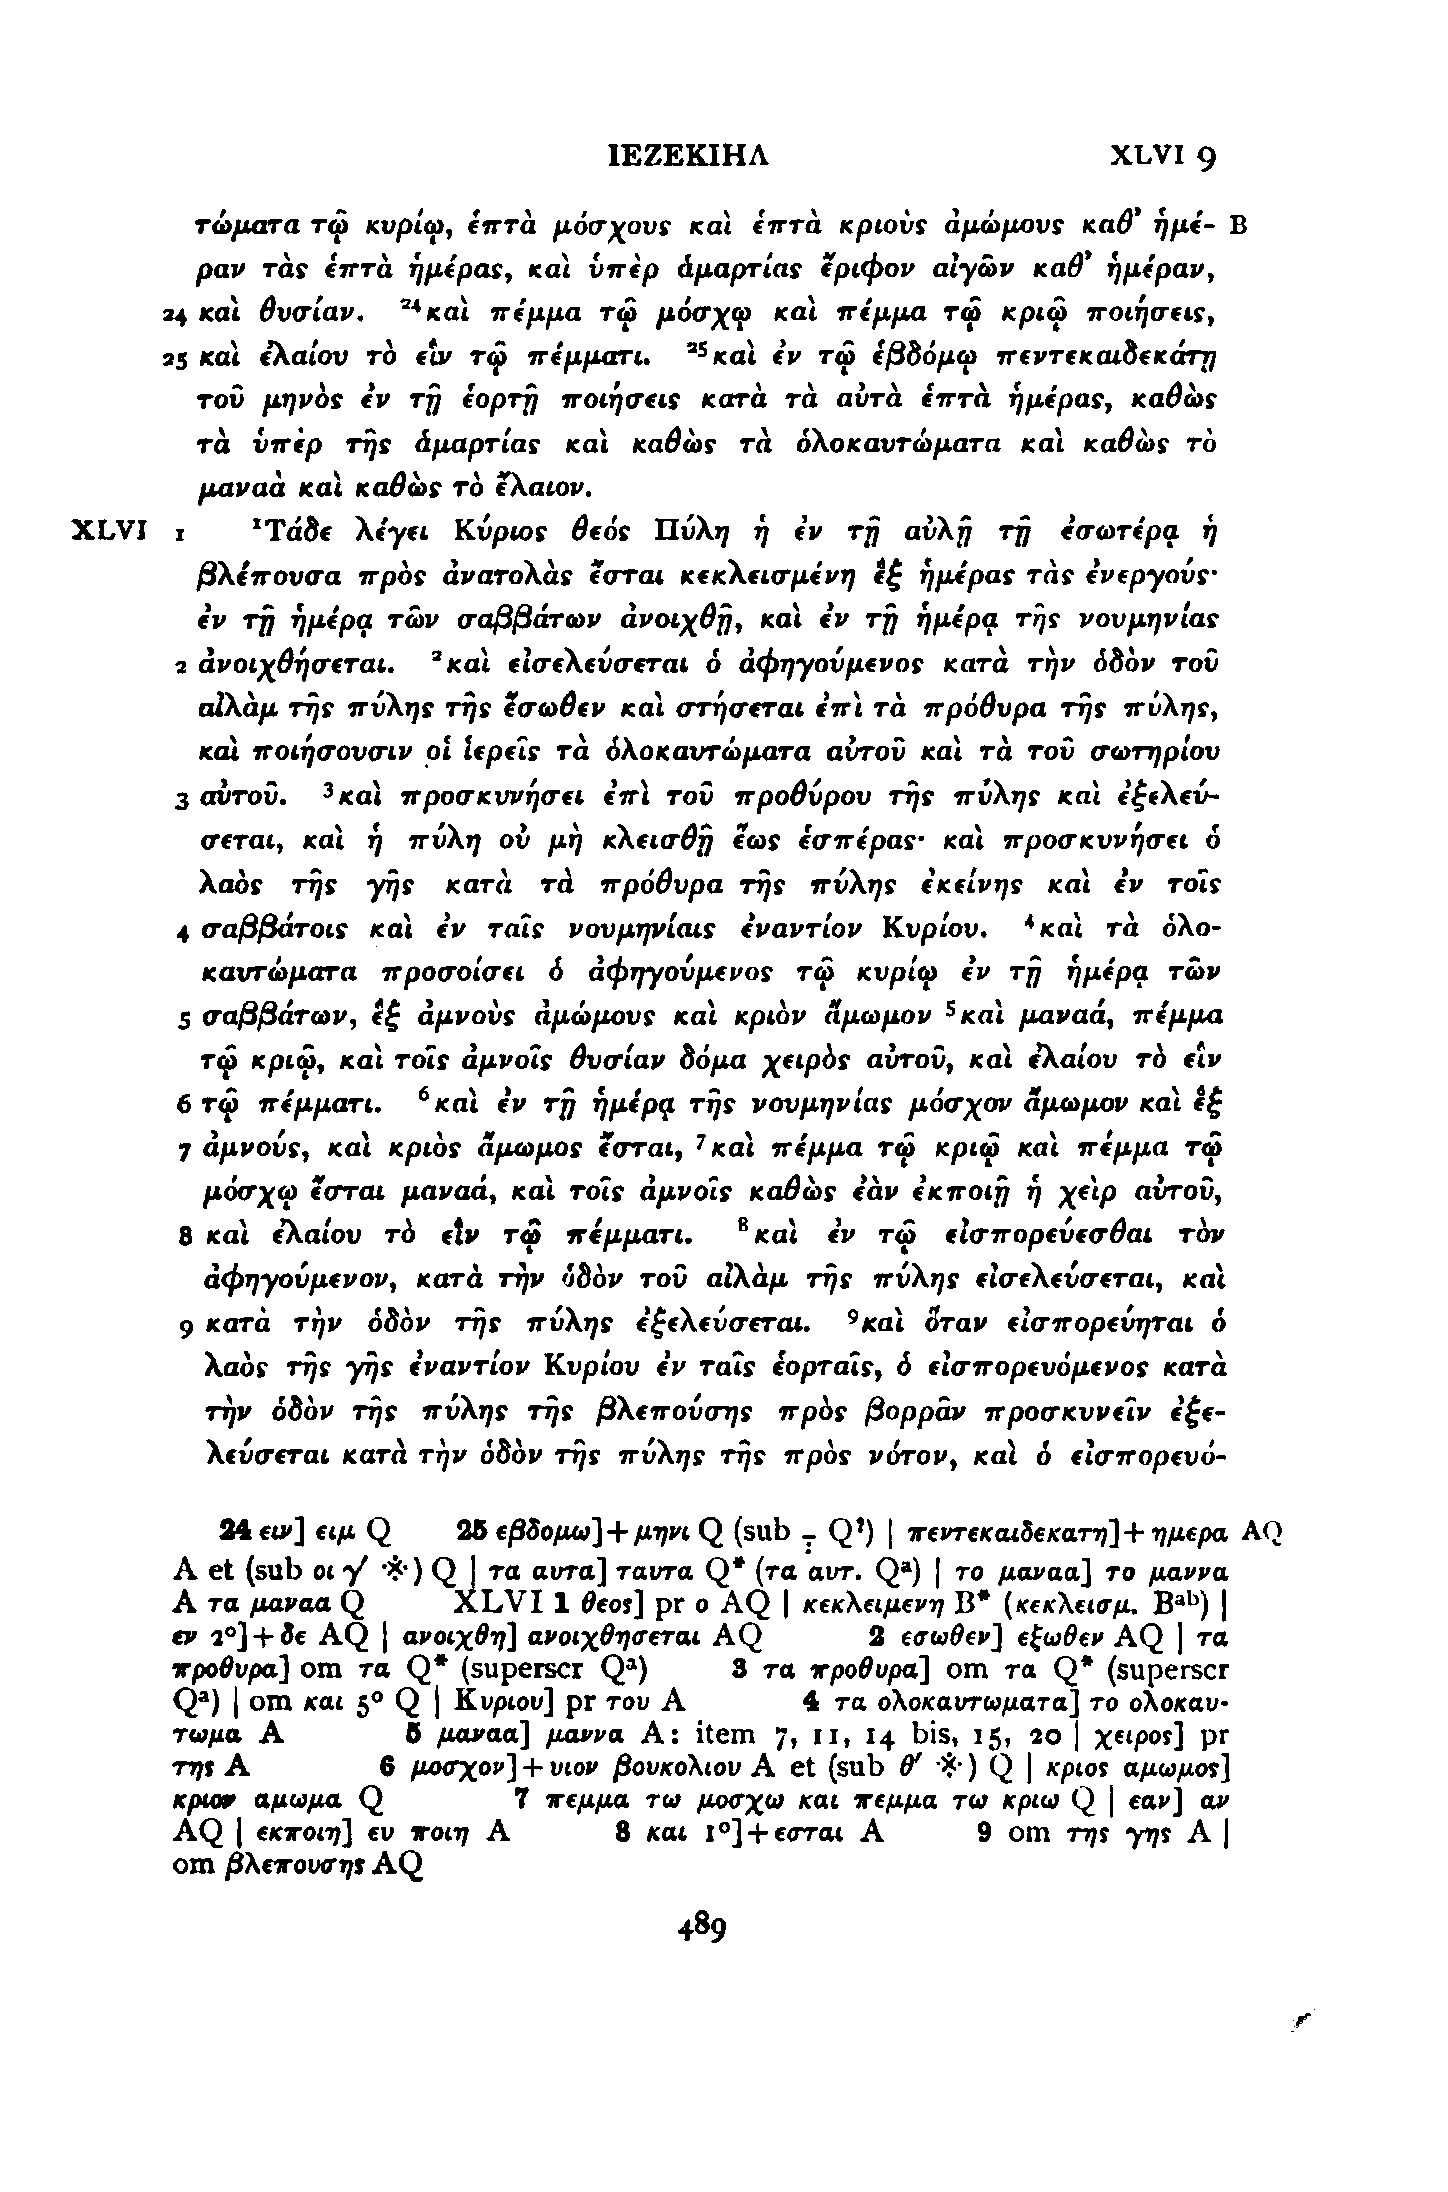 ΙΕΖΕΚΙΗΛ XLVI 9
τώματα τῷ κυρίῳ, ἑπτὰ μόσχους καὶ ἑπτὰ κριοὺς ἀμώμους καθ’ ἡμέ- B
ραν τὰς ἑπτὰ ἡμέρας, καὶ ὑπὲρ ἁμαρτίας ἔριφον αἰγῶν καθ’ ἡμέραν,
24 καὶ θυσίαν. ²⁴καὶ πέμμα τῷ μόσχῳ καὶ πέμμα τῷ κριῷ ποιήσεις,
25 καὶ ἐλαίου τὸ εἲν τῷ πέμματι. ²⁵καὶ ἐν τῷ ἑβδόμῳ πεντεκαιδεκάτῃ
τοῦ μηνὸς ἐν τῇ ἑορτῇ ποιήσεις κατὰ τὰ αὐτὰ ἑπτὰ ἡμέρας, καθὼς
τὰ ὑπὲρ τῆς ἁμαρτίας καὶ καθὼς τὰ ὁλοκαυτώματα καὶ καθὼς τὸ
μαναὰ καὶ καθὼς τὸ ἔλαιον.
XLVI 1 ¹Τάδε λέγει Κύριος θεός Πύλη ἡ ἐν τῇ αὐλῇ τῇ ἐσωτέρᾳ ἡ
βλέπουσα πρὸς ἀνατολὰς ἔσται κεκλεισμένη ἓξ ἡμέρας τὰς ἐνεργούς·
ἐν τῇ ἡμέρᾳ τῶν σαββάτων ἀνοιχθῇ, καὶ ἐν τῇ ἡμέρᾳ τῆς νουμηνίας
2 ἀνοιχθήσεται. ²καὶ εἰσελεύσεται ὁ ἀφηγούμενος κατὰ τὴν ὁδὸν τοῦ
αἰλὰμ τῆς πύλης τῆς ἔσωθεν καὶ στήσεται ἐπὶ τὰ πρόθυρα τῆς πύλης,
καὶ ποιήσουσιν οἱ ἱερεῖς τὰ ὁλοκαυτώματα αὐτοῦ καὶ τὰ τοῦ σωτηρίου
3 αὐτοῦ. ³καὶ προσκυνήσει ἐπὶ τοῦ προθύρου τῆς πύλης καὶ ἐξελεύ-
σεται, καὶ ἡ πύλη οὐ μὴ κλεισθῇ ἕως ἑσπέρας· καὶ προσκυνήσει ὁ
λαὸς τῆς γῆς κατὰ τὰ πρόθυρα τῆς πύλης ἐκείνης καὶ ἐν τοῖς
4 σαββάτοις καὶ ἐν ταῖς νουμηνίαις ἐναντίον Κυρίου. ⁴καὶ τὰ ὁλο-
καυτώματα προσοίσει ὁ ἀφηγούμενος τῷ κυρίῳ ἐν τῇ ἡμέρᾳ τῶν
5 σαββάτων, ἓξ ἀμνοὺς ἀμώμους καὶ κριὸν ἄμωμον ⁵καὶ μαναά, πέμμα
τῷ κριῷ, καὶ τοῖς ἀμνοῖς θυσίαν δόμα χειρὸς αὐτοῦ, καὶ ἐλαίου τὸ εἲν
6 τῷ πέμματι. ⁶καὶ ἐν τῇ ἡμέρᾳ τῆς νουμηνίας μόσχον ἄμωμον καὶ ἓξ
7 ἀμνούς, καὶ κριὸς ἄμωμος ἔσται, ⁷καὶ πέμμα τῷ κριῷ καὶ πέμμα τῷ
μόσχῳ ἔσται μαναά, καὶ τοῖς ἀμνοῖς καθὼς ἐὰν ἐκποιῇ ἡ χεὶρ αὐτοῦ,
8 καὶ ἐλαίου τὸ εἲν τῷ πέμματι. ⁸καὶ ἐν τῷ εἰσπορεύεσθαι τὸν
ἀφηγούμενον, κατὰ τὴν ὁδὸν τοῦ αἰλὰμ τῆς πύλης εἰσελεύσεται, καὶ
9 κατὰ τὴν ὁδὸν τῆς πύλης ἐξελεύσεται. ⁹καὶ ὅταν εἰσπορεύηται ὁ
λαὸς τῆς γῆς ἐναντίον Κυρίου ἐν ταῖς ἑορταῖς, ὁ εἰσπορευόμενος κατὰ
τὴν ὁδὸν τῆς πύλης τῆς βλεπούσης πρὸς βορρᾶν προσκυνεῖν ἐξε-
λεύσεται κατὰ τὴν ὁδὸν τῆς πύλης τῆς πρὸς νότον, καὶ ὁ εἰσπορευό-
24 ειν] ειμ Q 25 εβδομω]+μηνι Q (sub Qᵗ) | πεντεκαιδεκατη]+ημερα AQ
A et (sub οι γʹ ※) Q | τα αυτα] ταυτα Q* (τα αυτ. Qᵃ) | το μαναα] το μαννα
A τα μαναα Q XLVI 1 θεος] pr ο AQ | κεκλειμενη B* (κεκλεισμ. Bᵃᵇ) |
εν 2°]+δε AQ | ανοιχθη] ανοιχθησεται AQ 2 εσωθεν] εξωθεν AQ | τα
προθυρα] om τα Q* (superscr Qᵃ) 3 τα προθυρα] om τα Q* (superscr
Qᵃ) | om και 5° Q | Κυριου] pr του A 4 τα ολοκαυτωματα] το ολοκαυ-
τωμα A 5 μαναα] μαννα A: item 7, 11, 14 bis, 15, 20 | χειρος] pr
της A 6 μοσχον]+υιον βουκολιου A et (sub θʹ ※) Q | κριος αμωμος]
κριον αμωμα Q 7 πεμμα τω μοσχω και πεμμα τω κριω Q | εαν] αν
AQ | εκποιη] ευ ποιη A 8 και 1°]+εσται A 9 om της γης A |
om βλεπουσης AQ
489